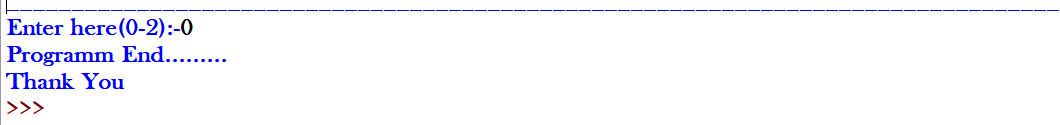 Enter here(0-2):-0
Programm End.........
Thank You
>>>